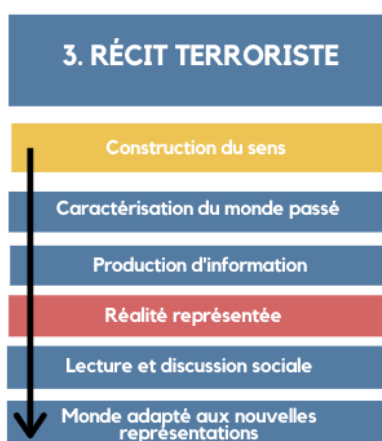 3. RÉCIT TERRORISTE
Construction du sens
Caractérisation du monde passé
Production d'information
Réalité représentée
Lecture et discussion sociale
Monde adapté aux nouvelles
représentations